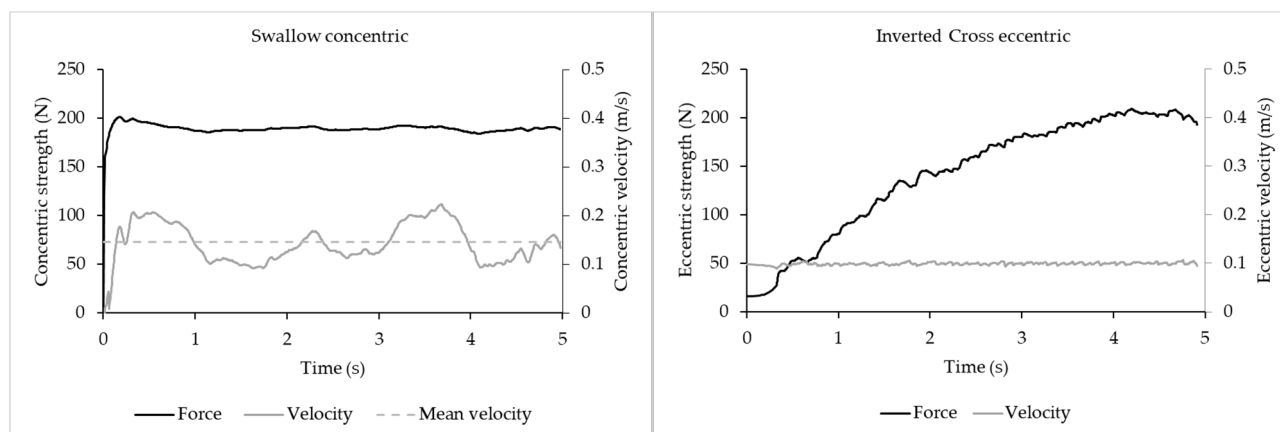 Swallow concentric
250
200
150
100
50
0
Concentric strength (N)
0.5
0.4
0.3
0.2
0.1
0
Concentric velocity (m/s)
0 1 2 3 4 5
Time (s)
Force Velocity Mean velocity
Inverted Cross eccentric
250
200
150
100
50
0
Eccentric strength (N)
0.5
0.4
0.3
0.2
0.1
0
Eccentric velocity (m/s)
0 1 2 3 4 5
Time (s)
Force Velocity